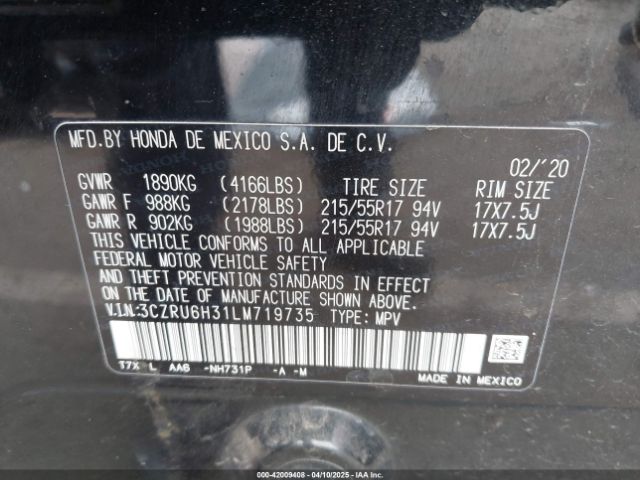 MFD.BY HONDA DE MEXICO S.A. DE C.V.
02/'20
GVWR 1890KG (4166LBS) TIRE SIZE RIM SIZE
GAWR F 988KG (2178LBS) 215/55R17 94V 17X7.5J
GAWR R 902KG (1988LBS) 215/55R17 94V 17X7.5J
THIS VEHICLE CONFORMS TO ALL APPLICABLE
FEDERAL MOTOR VEHICLE SAFETY
AND THEFT PREVENTION STANDARDS IN EFFECT
ON THE DATE OF MANUFACTURE SHOWN ABOVE.
V.I.N:3CZRU6H31LM719735 TYPE: MPV
T7X L AA6 -NH731P -A -M
MADE IN MEXICO
000-42009408 - 04/10/2025 - IAAI.COM